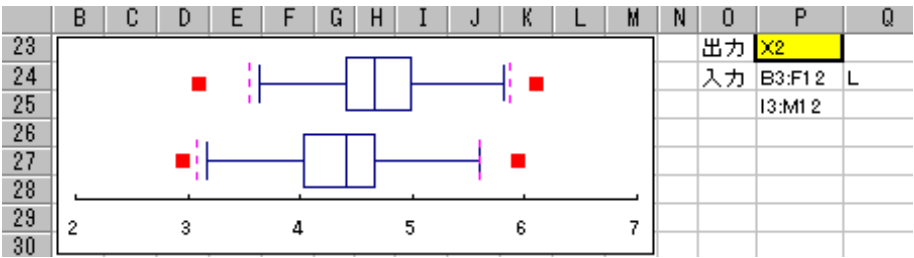 B C D E F G H I J K L M N O P Q
23 出力 X2
24 入力 B3:F12 L
25 I3:M12
26
27
28
29 2 3 4 5 6 7
30